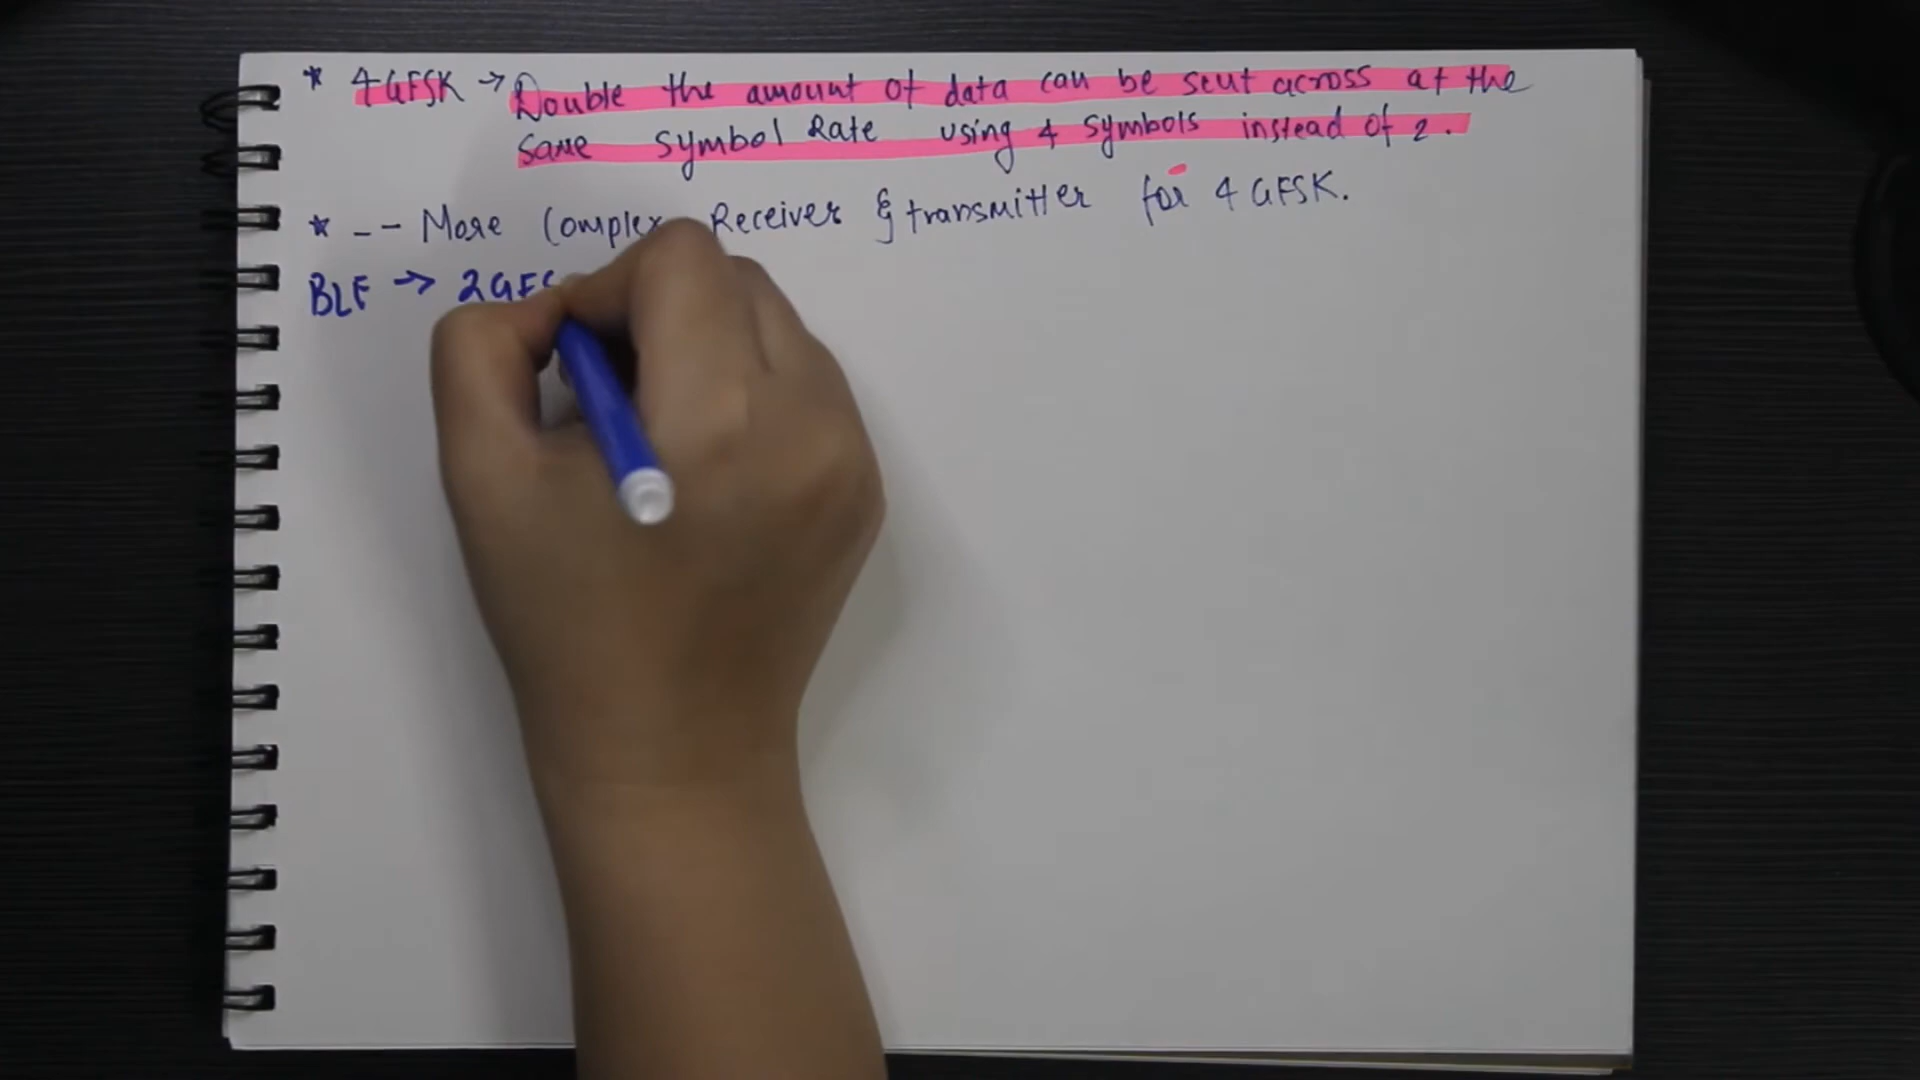 * 4GFSK → Double the amount of data can be sent across at the
same symbol Rate using 4 symbols instead of 2.
* -- More Complex Receiver & transmitter for 4 GFSK.
BLE → 2GFS